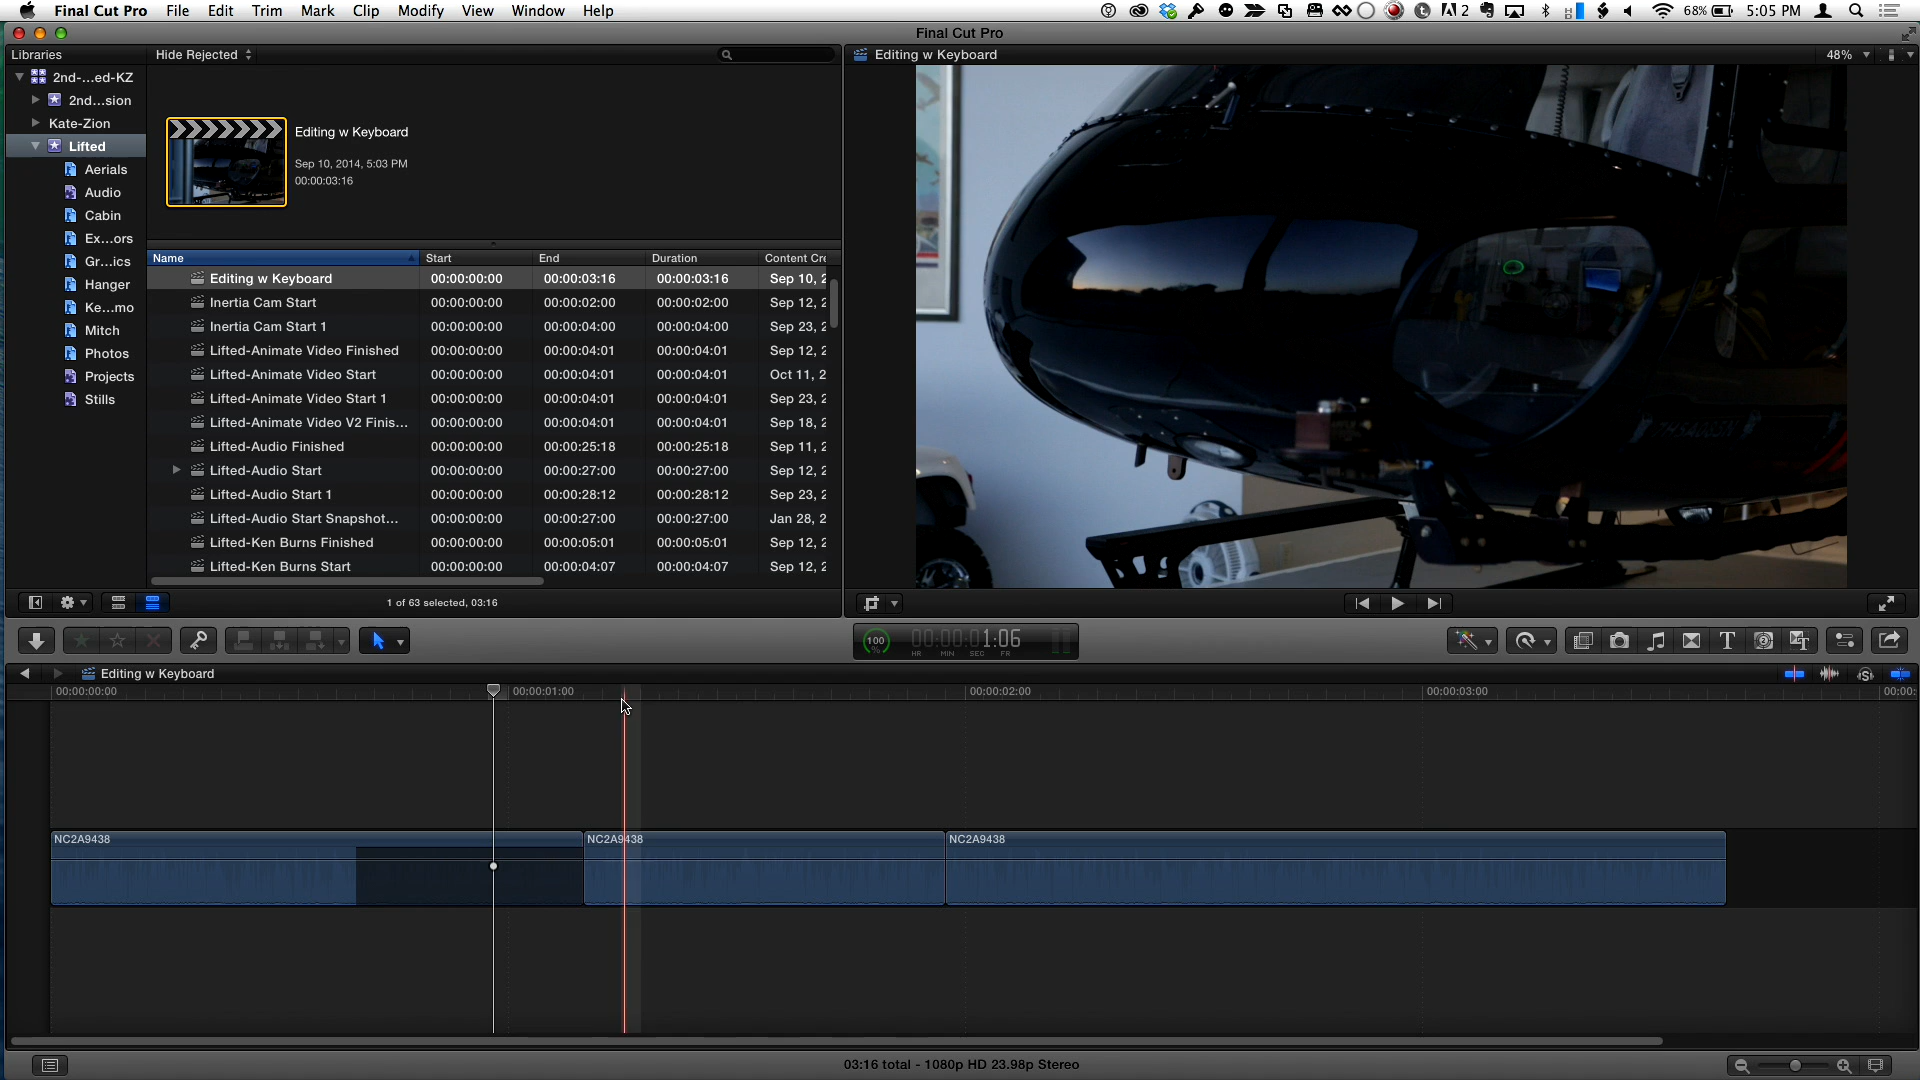 Final Cut Pro File Edit Trim Mark Clip Modify View Window Help 2 68% 5:05 PM
Final Cut Pro
Libraries Hide Rejected Editing w Keyboard 48%
2nd-...ed-KZ
2nd...sion
Kate-Zion
Lifted
Aerials
Audio
Cabin
Ex...ors
Gr...ics
Hanger
Ke...mo
Mitch
Photos
Projects
Stills
Editing w Keyboard
Sep 10, 2014, 5:03 PM
00:00:03:16
Name Start End Duration Content Cre
Editing w Keyboard 00:00:00:00 00:00:03:16 00:00:03:16 Sep 10, 2
Inertia Cam Start 00:00:00:00 00:00:02:00 00:00:02:00 Sep 12, 2
Inertia Cam Start 1 00:00:00:00 00:00:04:00 00:00:04:00 Sep 23, 2
Lifted-Animate Video Finished 00:00:00:00 00:00:04:01 00:00:04:01 Sep 12, 2
Lifted-Animate Video Start 00:00:00:00 00:00:04:01 00:00:04:01 Oct 11, 2
Lifted-Animate Video Start 1 00:00:00:00 00:00:04:01 00:00:04:01 Sep 23, 2
Lifted-Animate Video V2 Finis... 00:00:00:00 00:00:04:01 00:00:04:01 Sep 18, 2
Lifted-Audio Finished 00:00:00:00 00:00:25:18 00:00:25:18 Sep 11, 2
Lifted-Audio Start 00:00:00:00 00:00:27:00 00:00:27:00 Sep 12, 2
Lifted-Audio Start 1 00:00:00:00 00:00:28:12 00:00:28:12 Sep 23, 2
Lifted-Audio Start Snapshot... 00:00:00:00 00:00:27:00 00:00:27:00 Jan 28, 2
Lifted-Ken Burns Finished 00:00:00:00 00:00:05:01 00:00:05:01 Sep 12, 2
Lifted-Ken Burns Start 00:00:00:00 00:00:04:07 00:00:04:07 Sep 12, 2
1 of 63 selected, 03:16
100 % 00:00:01:06
HR MIN SEC FR
Editing w Keyboard
00:00:00:00 00:00:01:00 00:00:02:00 00:00:03:00 00:00:
NC2A9438 NC2A9438 NC2A9438
03:16 total - 1080p HD 23.98p Stereo